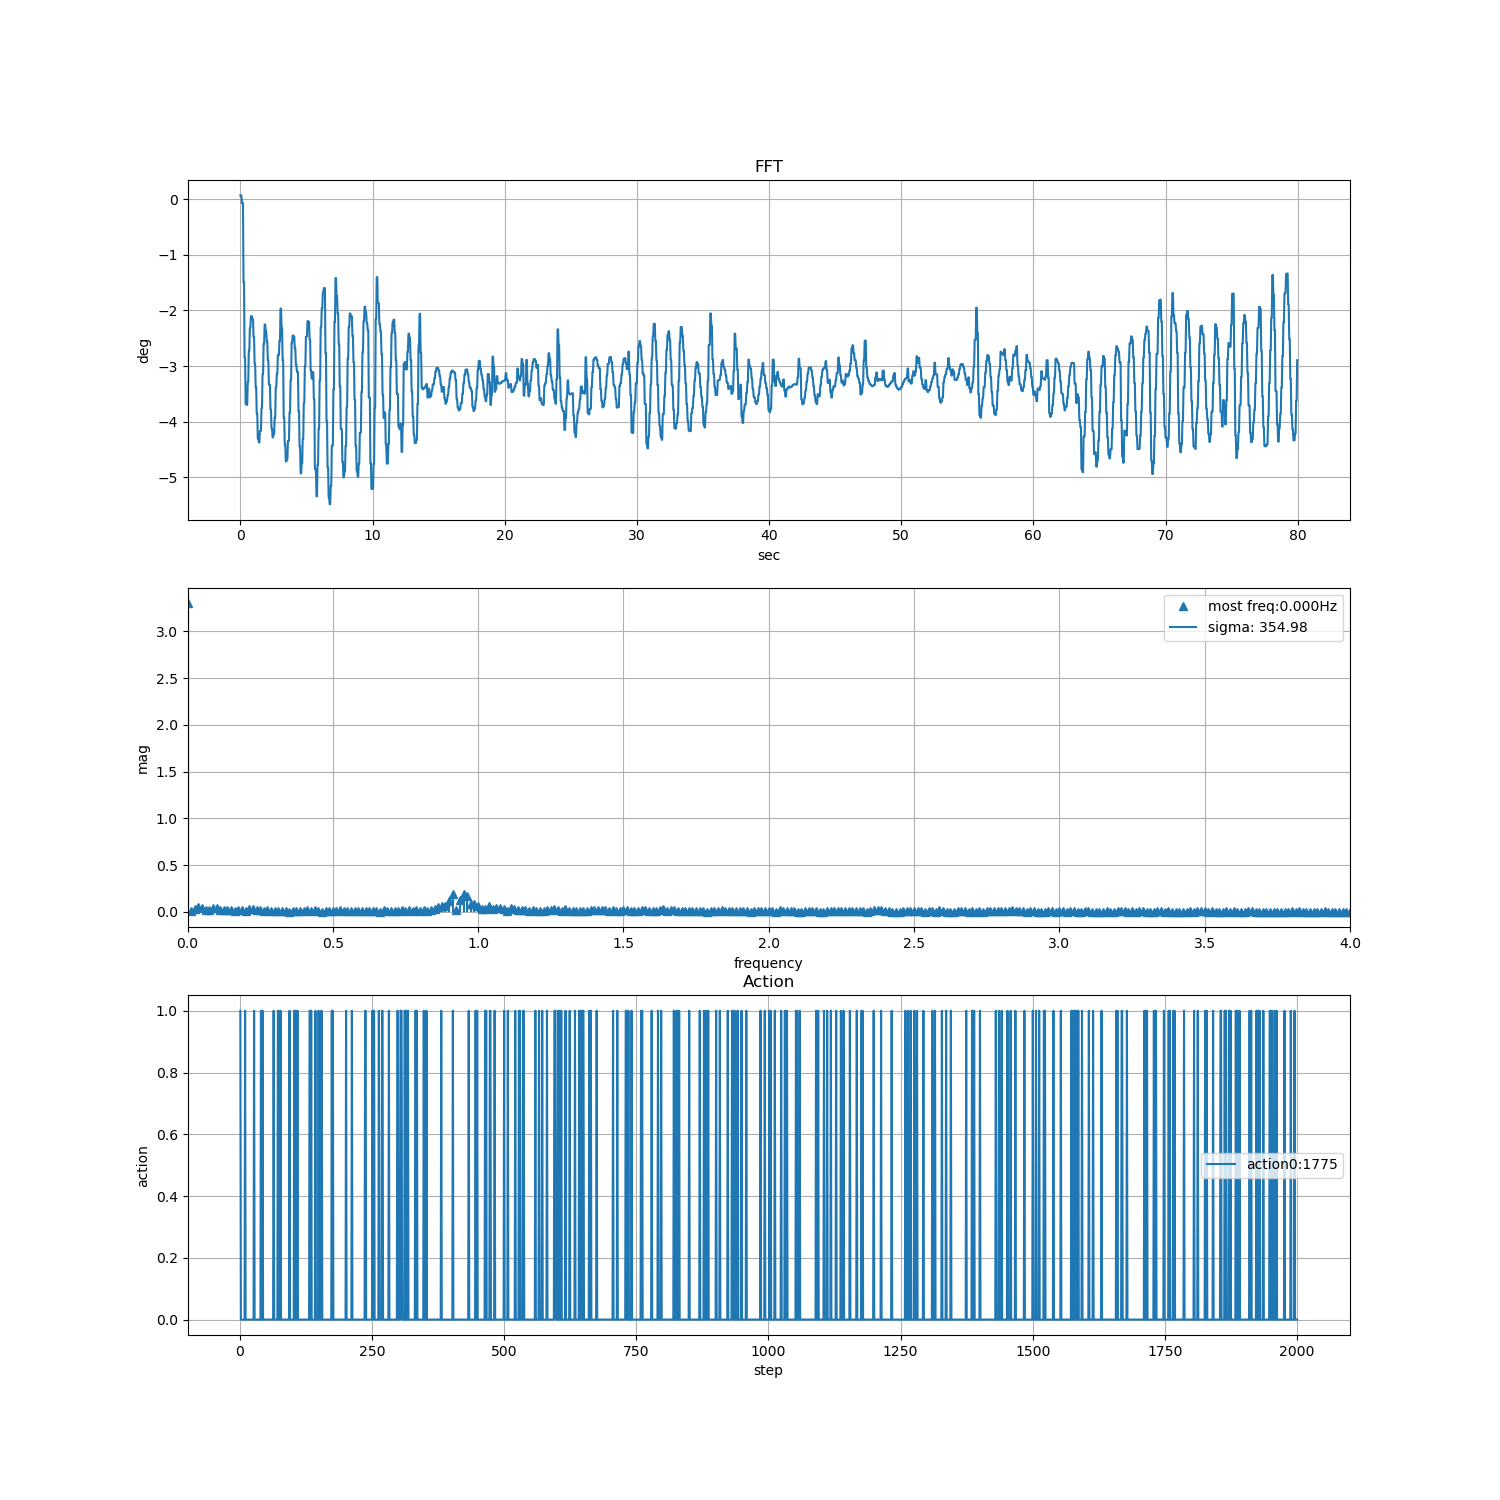 FFT
0
−1
−2
−3
−4
−5
deg
0 10 20 30 40 50 60 70 80
sec
most freq:0.000Hz
sigma: 354.98
3.0
2.5
2.0
1.5
1.0
0.5
0.0
mag
0.0 0.5 1.0 1.5 2.0 2.5 3.0 3.5 4.0
frequency
Action
1.0
0.8
0.6
0.4
0.2
0.0
action
action0:1775
0 250 500 750 1000 1250 1500 1750 2000
step